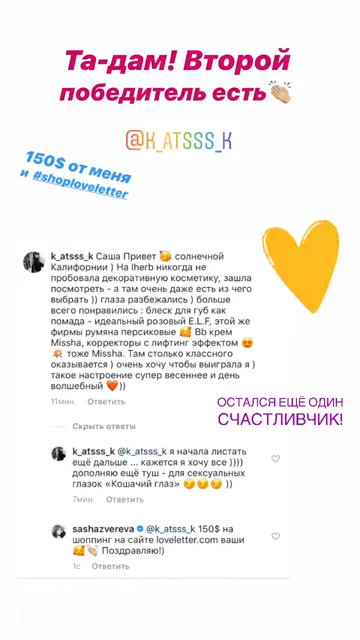 Та-дам! Второй
победитель есть👏🏼
@K_ATSSS_K
150$ от меня
и #shoploveletter
k_atsss_k Саша Привет 🥳 солнечной
Калифорнии ) На Iherb никогда не
пробовала декоративную косметику, зашла
посмотреть - а там очень даже есть из чего
выбрать )) глаза разбежались ) больше
всего понравились : блеск для губ как
помада - идеальный розовый E.L.F, этой же
фирмы румяна персиковые 🥰 Bb крем
Missha, корректоры с лифтинг эффектом 😍
💥 тоже Missha. Там столько классного
оказывается ) очень хочу чтобы выиграла я )
такое настроение супер весеннее и день
волшебный ❤️))
11мин. Ответить
ОСТАЛСЯ ЕЩЁ ОДИН
СЧАСТЛИВЧИК!
Скрыть ответы
k_atsss_k @k_atsss_k я начала листать
ещё дальше ... кажется я хочу все ))))
дополняю ещё туш - для сексуальных
глазок «Кошачий глаз» 😏😏😏 ))
7мин. Ответить
sashazvereva @k_atsss_k 150$ на
шоппинг на сайте loveletter.com ваши
🥰👏🏼 Поздравляю!)
1с Ответить